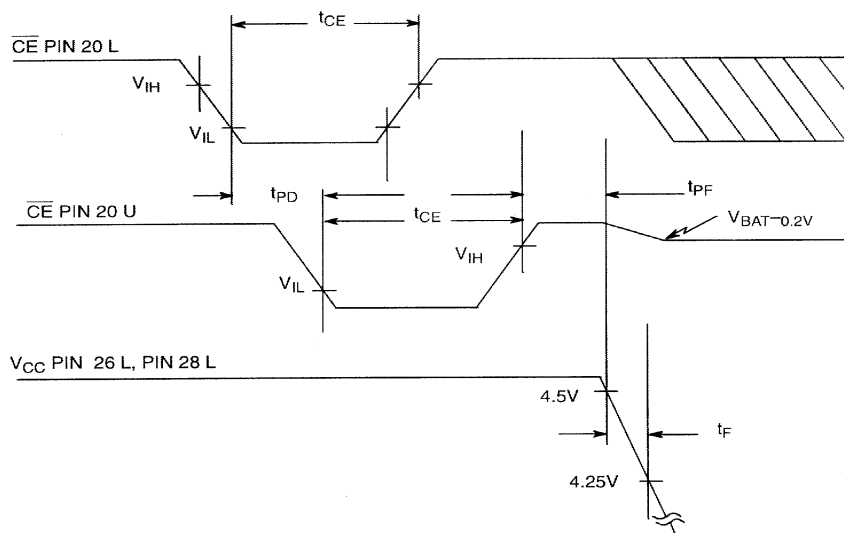 tCE
CE PIN 20 L
VIH
VIL
tPD
tPF
CE PIN 20 U
tCE
VBAT–0.2V
VIH
VIL
VCC PIN 26 L, PIN 28 L
4.5V
tF
4.25V